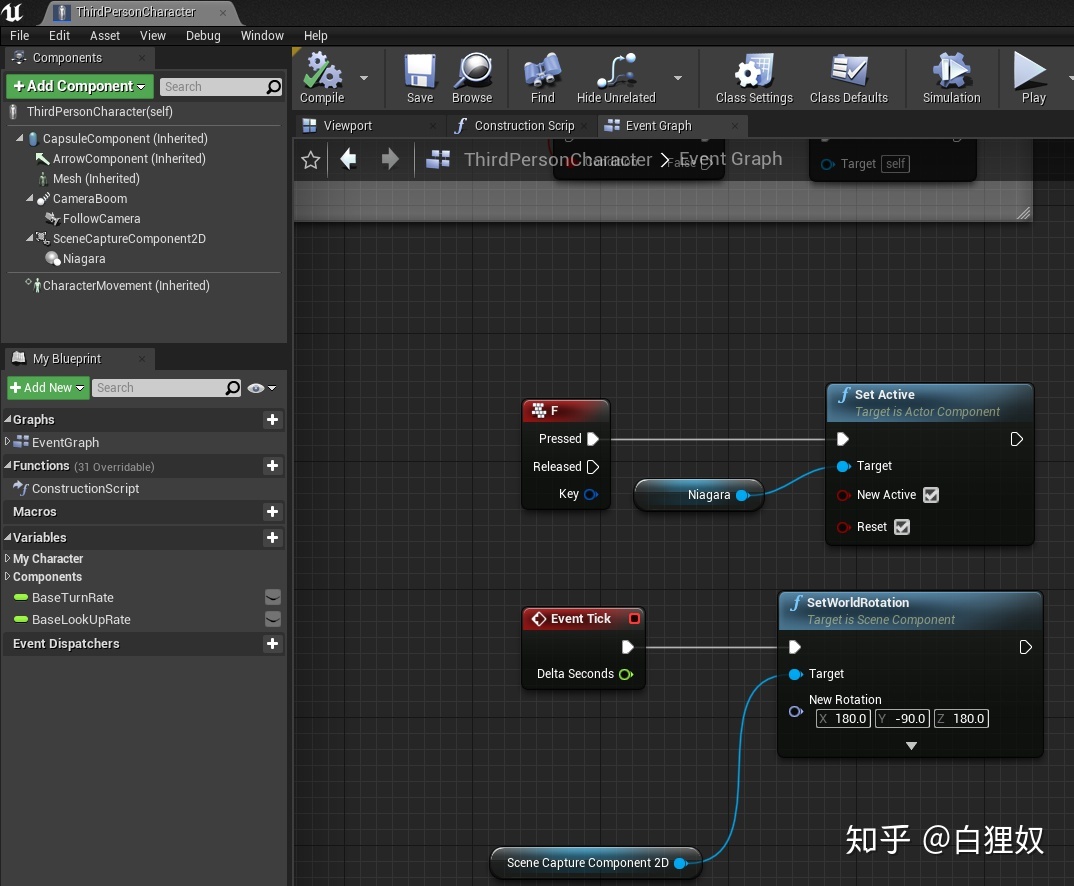 ThirdPersonCharacter
File Edit Asset View Debug Window Help
Components
+ Add Component
Search
ThirdPersonCharacter(self)
CapsuleComponent (Inherited)
ArrowComponent (Inherited)
Mesh (Inherited)
CameraBoom
FollowCamera
SceneCaptureComponent2D
Niagara
CharacterMovement (Inherited)
My Blueprint
+ Add New
Search
Graphs
EventGraph
Functions (31 Overridable)
ConstructionScript
Macros
Variables
My Character
Components
BaseTurnRate
BaseLookUpRate
Event Dispatchers
Compile Save Browse Find Hide Unrelated Class Settings Class Defaults Simulation Play
Viewport
Construction Scrip
Event Graph
ThirdPersonCharacter > Event Graph
False
Target self
F
Pressed
Released
Key
Niagara
Set Active
Target is Actor Component
Target
New Active
Reset
Event Tick
Delta Seconds
SetWorldRotation
Target is Scene Component
Target
New Rotation
X 180.0 Y -90.0 Z 180.0
Scene Capture Component 2D
知乎 @白狸奴